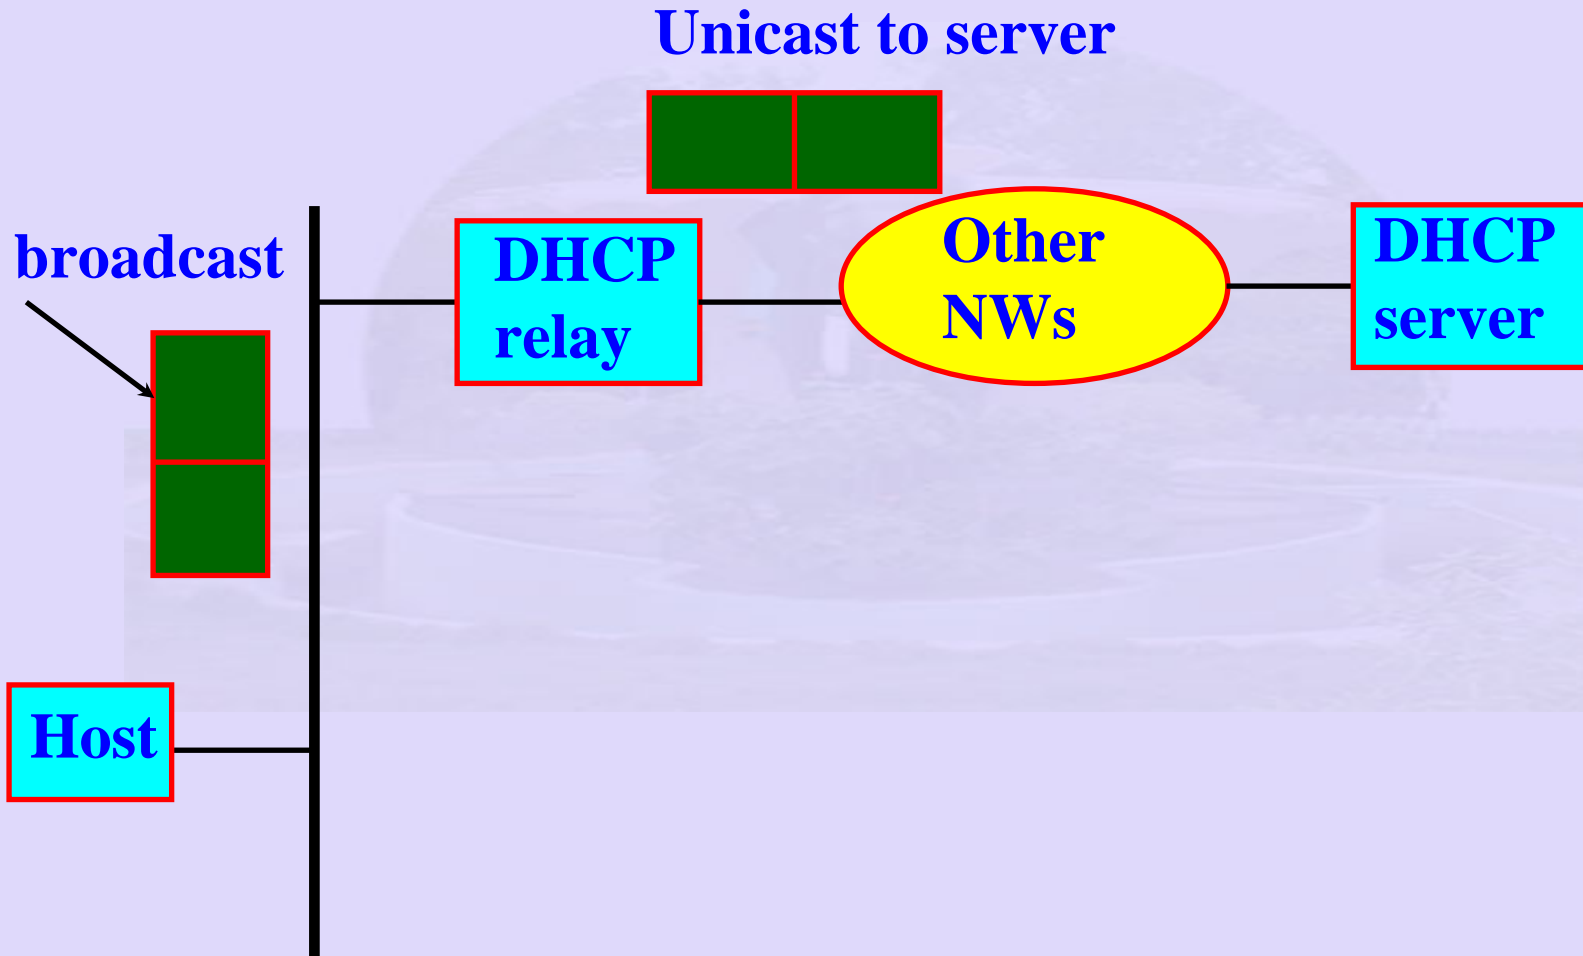 Unicast to server
broadcast
DHCP
relay
Other
NWs
DHCP
server
Host